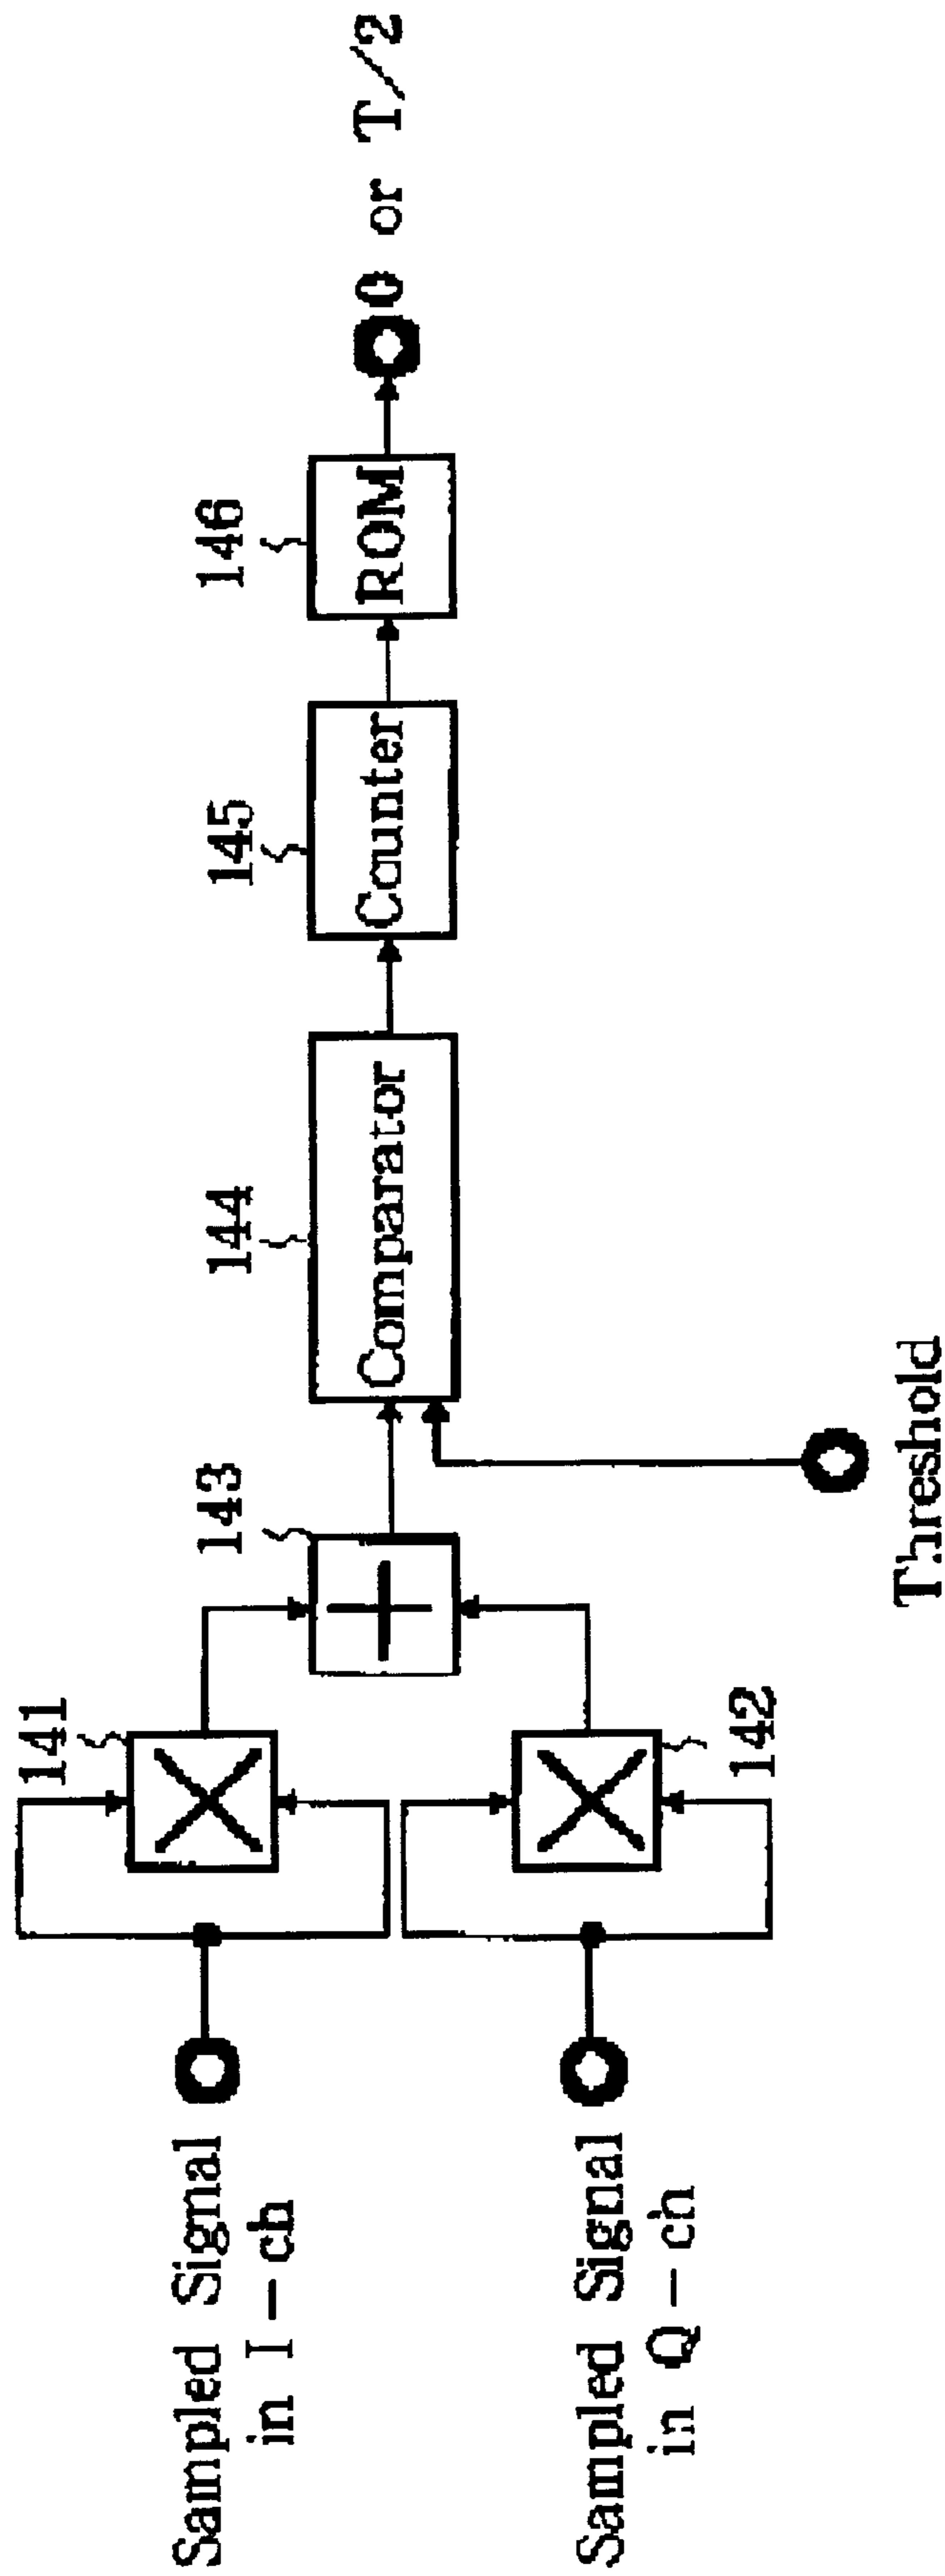 Sampled Signal
in I-ch
Sampled Signal
in Q-ch
141
142
143
Threshold
144
Comparator
145
Counter
146
ROM
0 or T/2